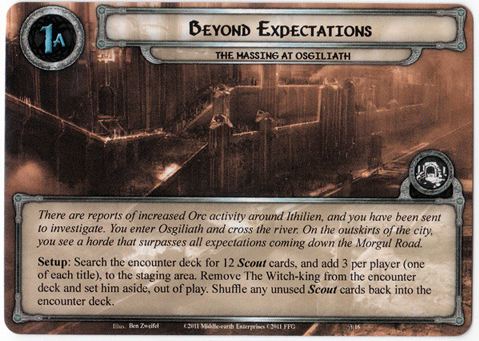 1A
BEYOND EXPECTATIONS
THE MASSING AT OSGILIATH
There are reports of increased Orc activity around Ithilien, and you have been sent
to investigate. You enter Osgiliath and cross the river. On the outskirts of the city,
you see a horde that surpasses all expectations coming down the Morgul Road.
Setup: Search the encounter deck for 12 Scout cards, and add 3 per player (one
of each title), to the staging area. Remove The Witch-king from the encounter
deck and set him aside, out of play. Shuffle any unused Scout cards back into the
encounter deck.
Illus. Ben Zweifel ©2011 Middle-earth Enterprises ©2011 FFG